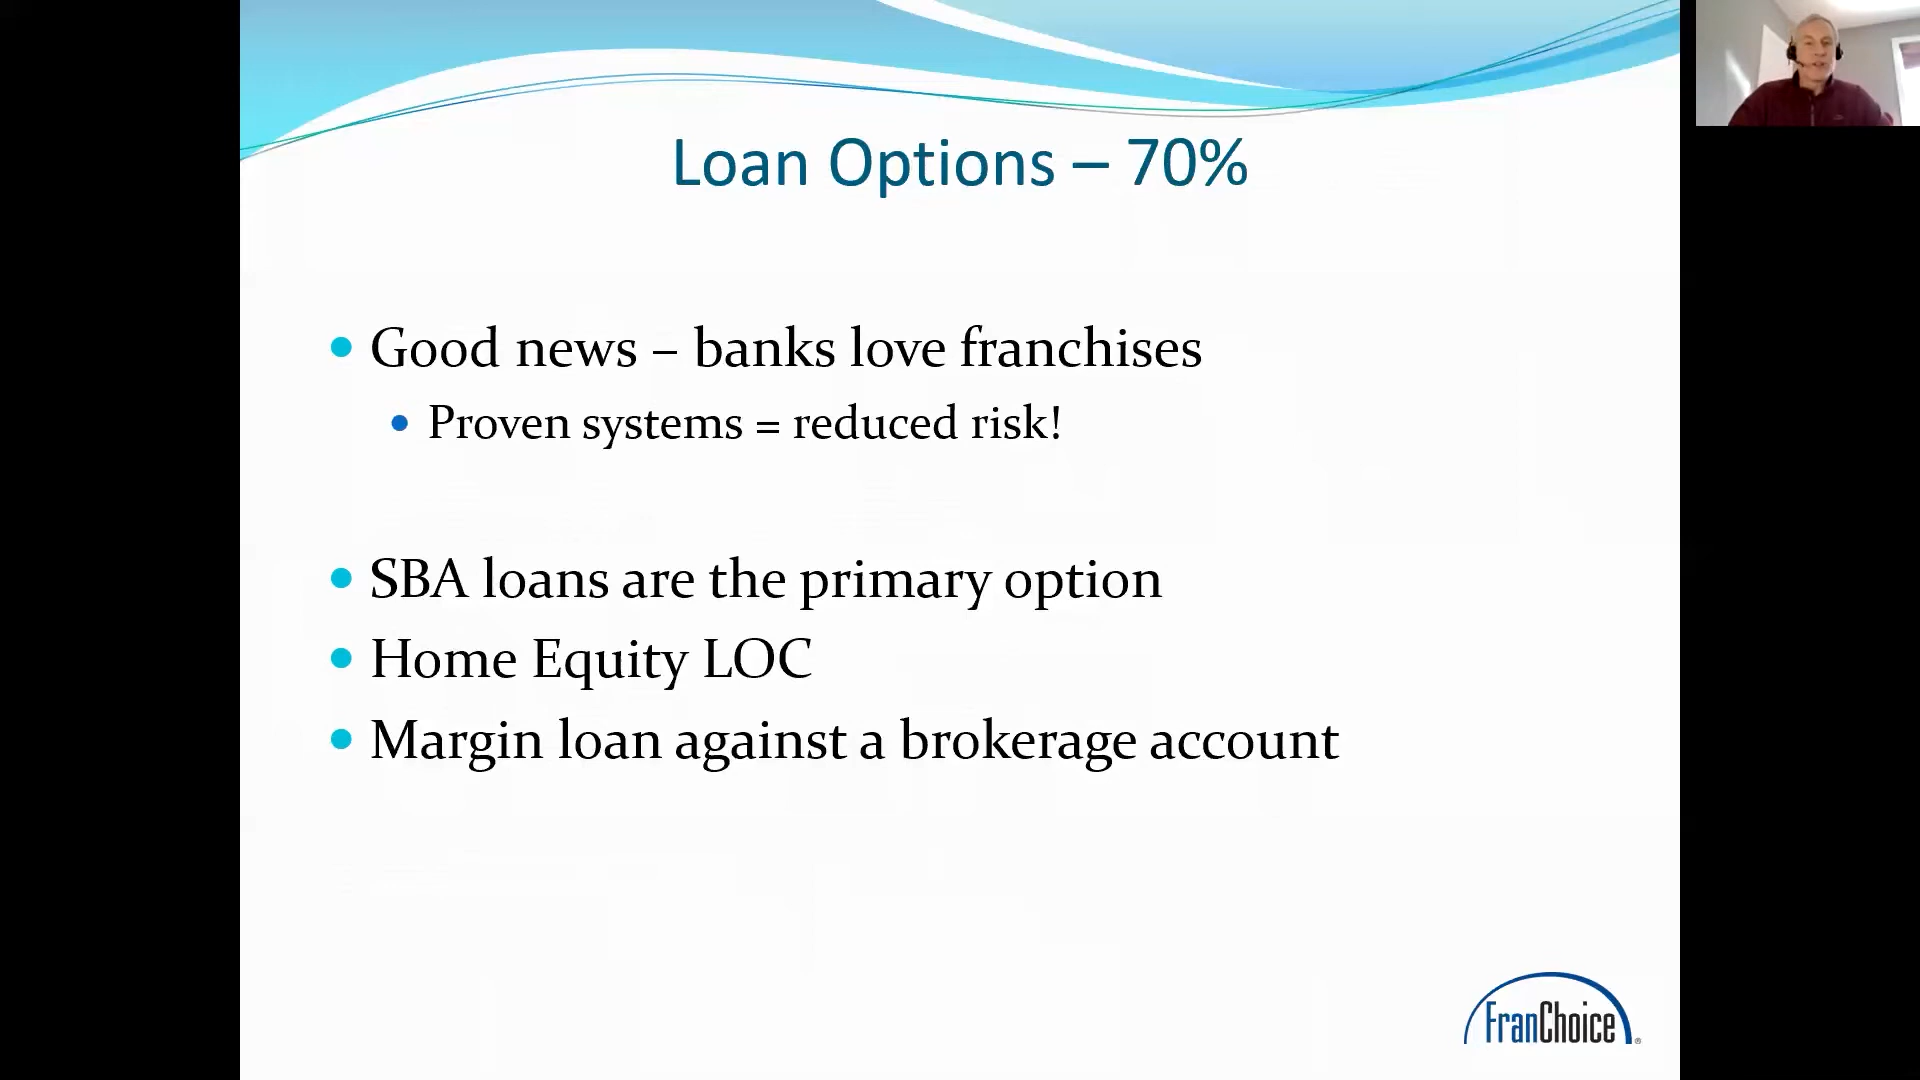 Loan Options – 70%
Good news – banks love franchises
Proven systems = reduced risk!
SBA loans are the primary option
Home Equity LOC
Margin loan against a brokerage account
FranChoice®